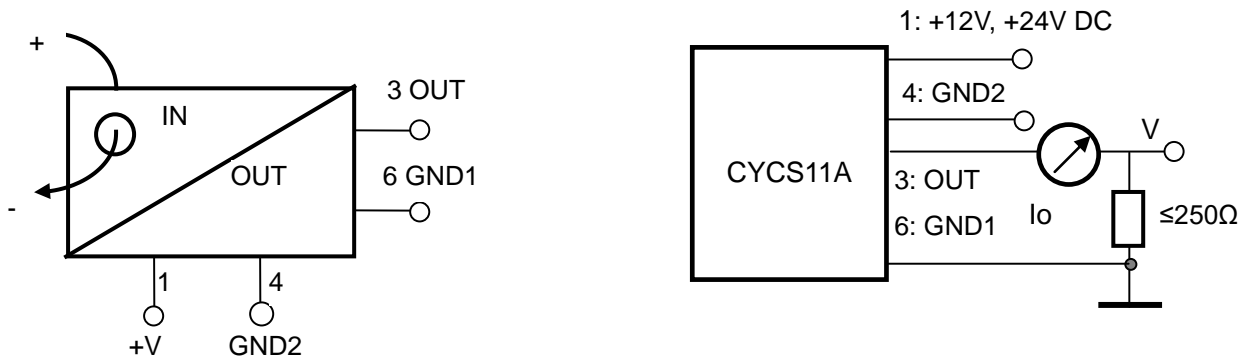 +
IN
OUT
-
3 OUT
6 GND1
1
4
+V
GND2
1: +12V, +24V DC
4: GND2
V
CYCS11A
3: OUT
Io
≤250Ω
6: GND1